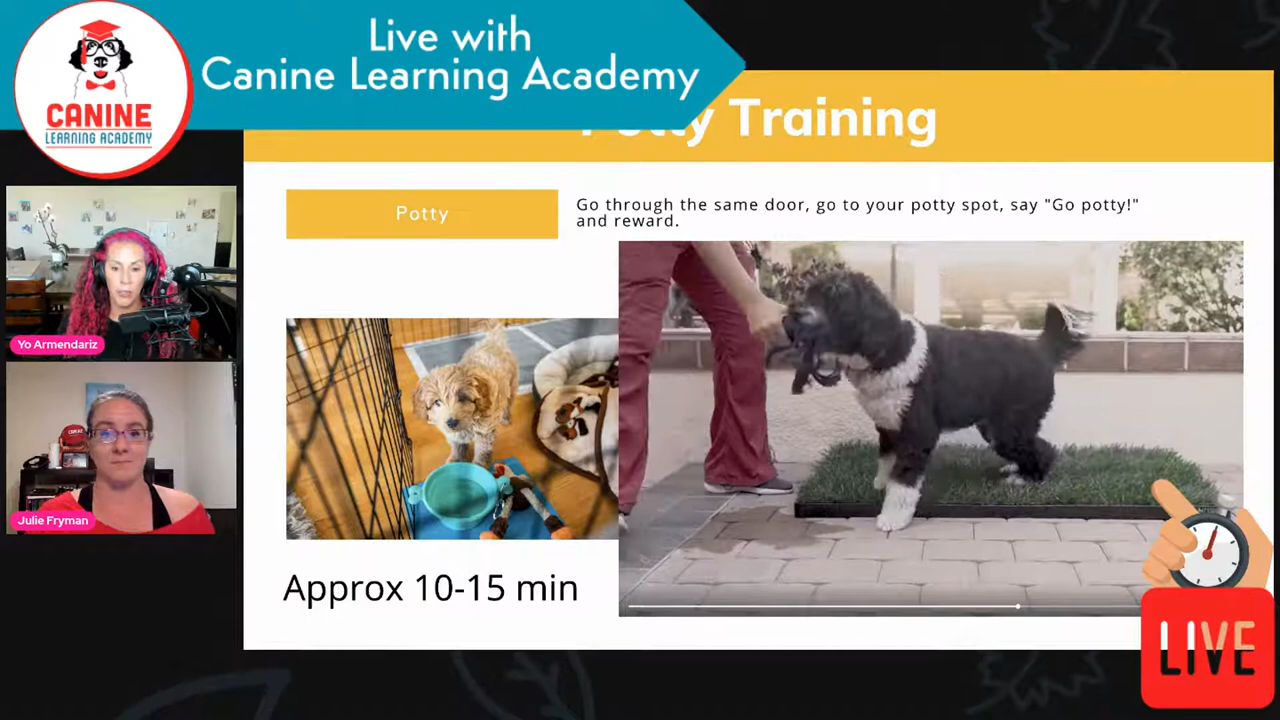 Live with
Canine Learning Academy
CANINE
LEARNING ACADEMY
Potty Training
Potty
Go through the same door, go to your potty spot, say "Go potty!"
and reward.
Yo Armendariz
Julie Fryman
Approx 10-15 min
LIVE